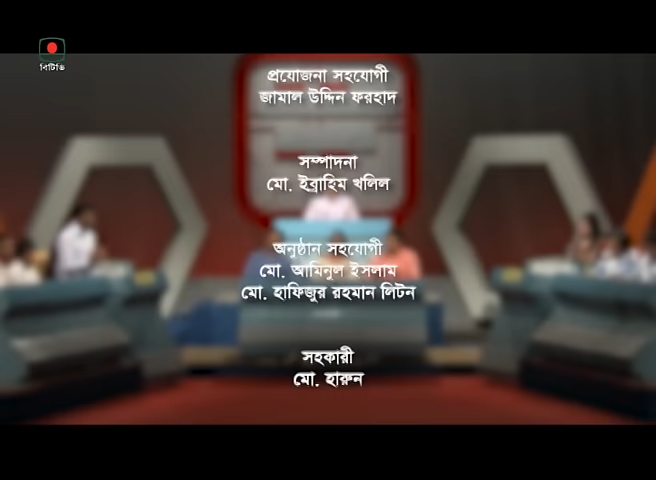 বিটিভি
প্রযোজনা সহযোগী
জামাল উদ্দিন ফরহাদ
সম্পাদনা
মো. ইব্রাহিম খলিল
অনুষ্ঠান সহযোগী
মো. আমিনুল ইসলাম
মো. হাফিজুর রহমান লিটন
সহকারী
মো. হারুন